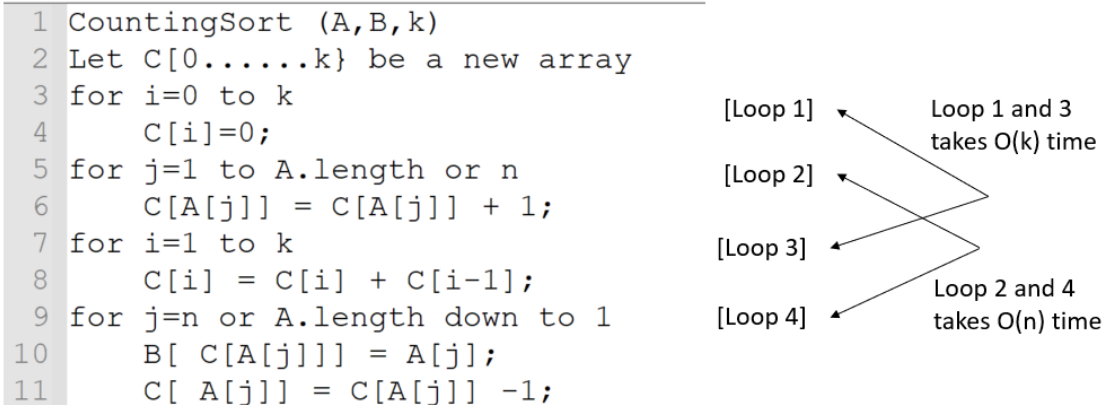 1 CountingSort (A,B,k)
2 Let C[0......k} be a new array
3 for i=0 to k
4 C[i]=0;
5 for j=1 to A.length or n
6 C[A[j]] = C[A[j]] + 1;
7 for i=1 to k
8 C[i] = C[i] + C[i-1];
9 for j=n or A.length down to 1
10 B[ C[A[j]]] = A[j];
11 C[ A[j]] = C[A[j]] -1;
[Loop 1]
[Loop 2]
[Loop 3]
[Loop 4]
Loop 1 and 3
takes O(k) time
Loop 2 and 4
takes O(n) time